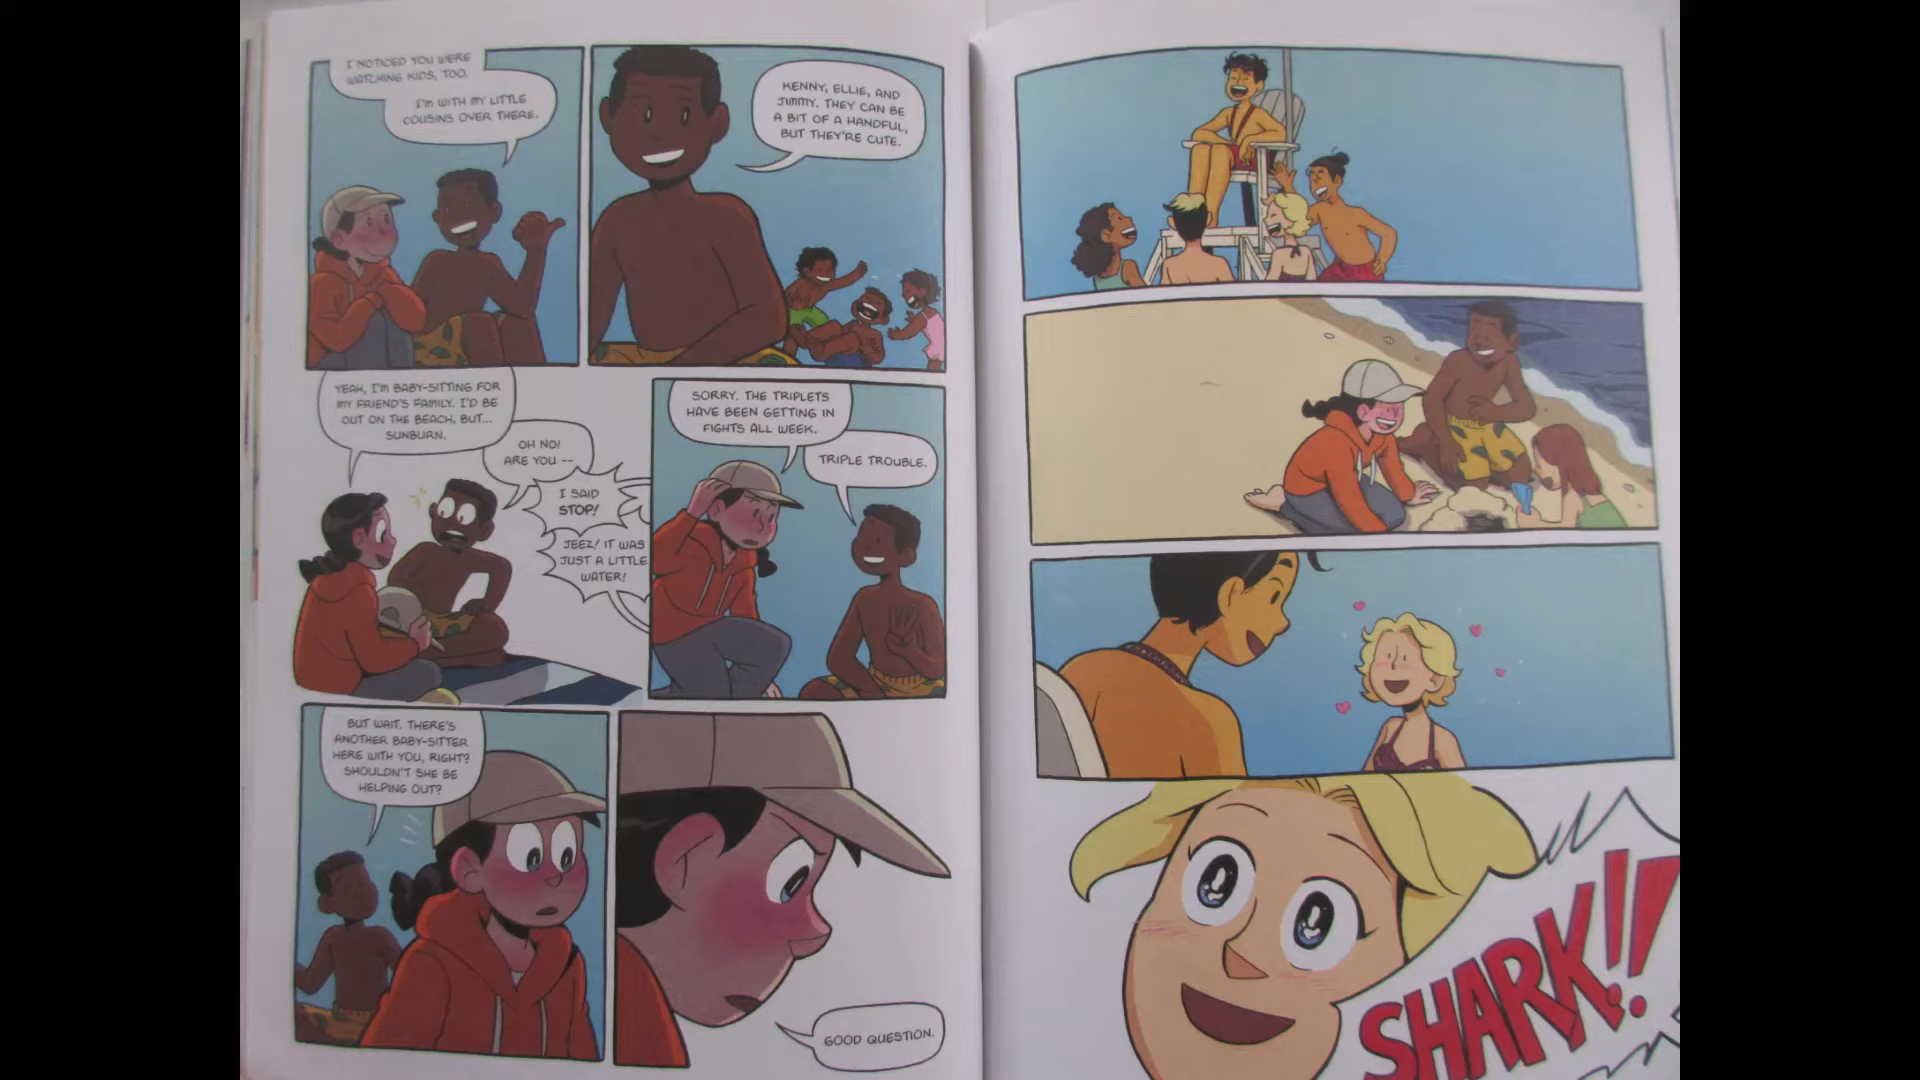 I NOTICED YOU WERE
WATCHING KIDS, TOO.
I'M WITH MY LITTLE
COUSINS OVER THERE.
KENNY, ELLIE, AND
JIMMY. THEY CAN BE
A BIT OF A HANDFUL,
BUT THEY'RE CUTE.
YEAH, I'M BABY-SITTING FOR
MY FRIEND'S FAMILY. I'D BE
OUT ON THE BEACH, BUT...
SUNBURN.
OH NO!
ARE YOU --
I SAID
STOP!
JEEZ! IT WAS
JUST A LITTLE
WATER!
SORRY. THE TRIPLETS
HAVE BEEN GETTING IN
FIGHTS ALL WEEK.
TRIPLE TROUBLE.
BUT WAIT. THERE'S
ANOTHER BABY-SITTER
HERE WITH YOU, RIGHT?
SHOULDN'T SHE BE
HELPING OUT?
GOOD QUESTION.
SHARK!!